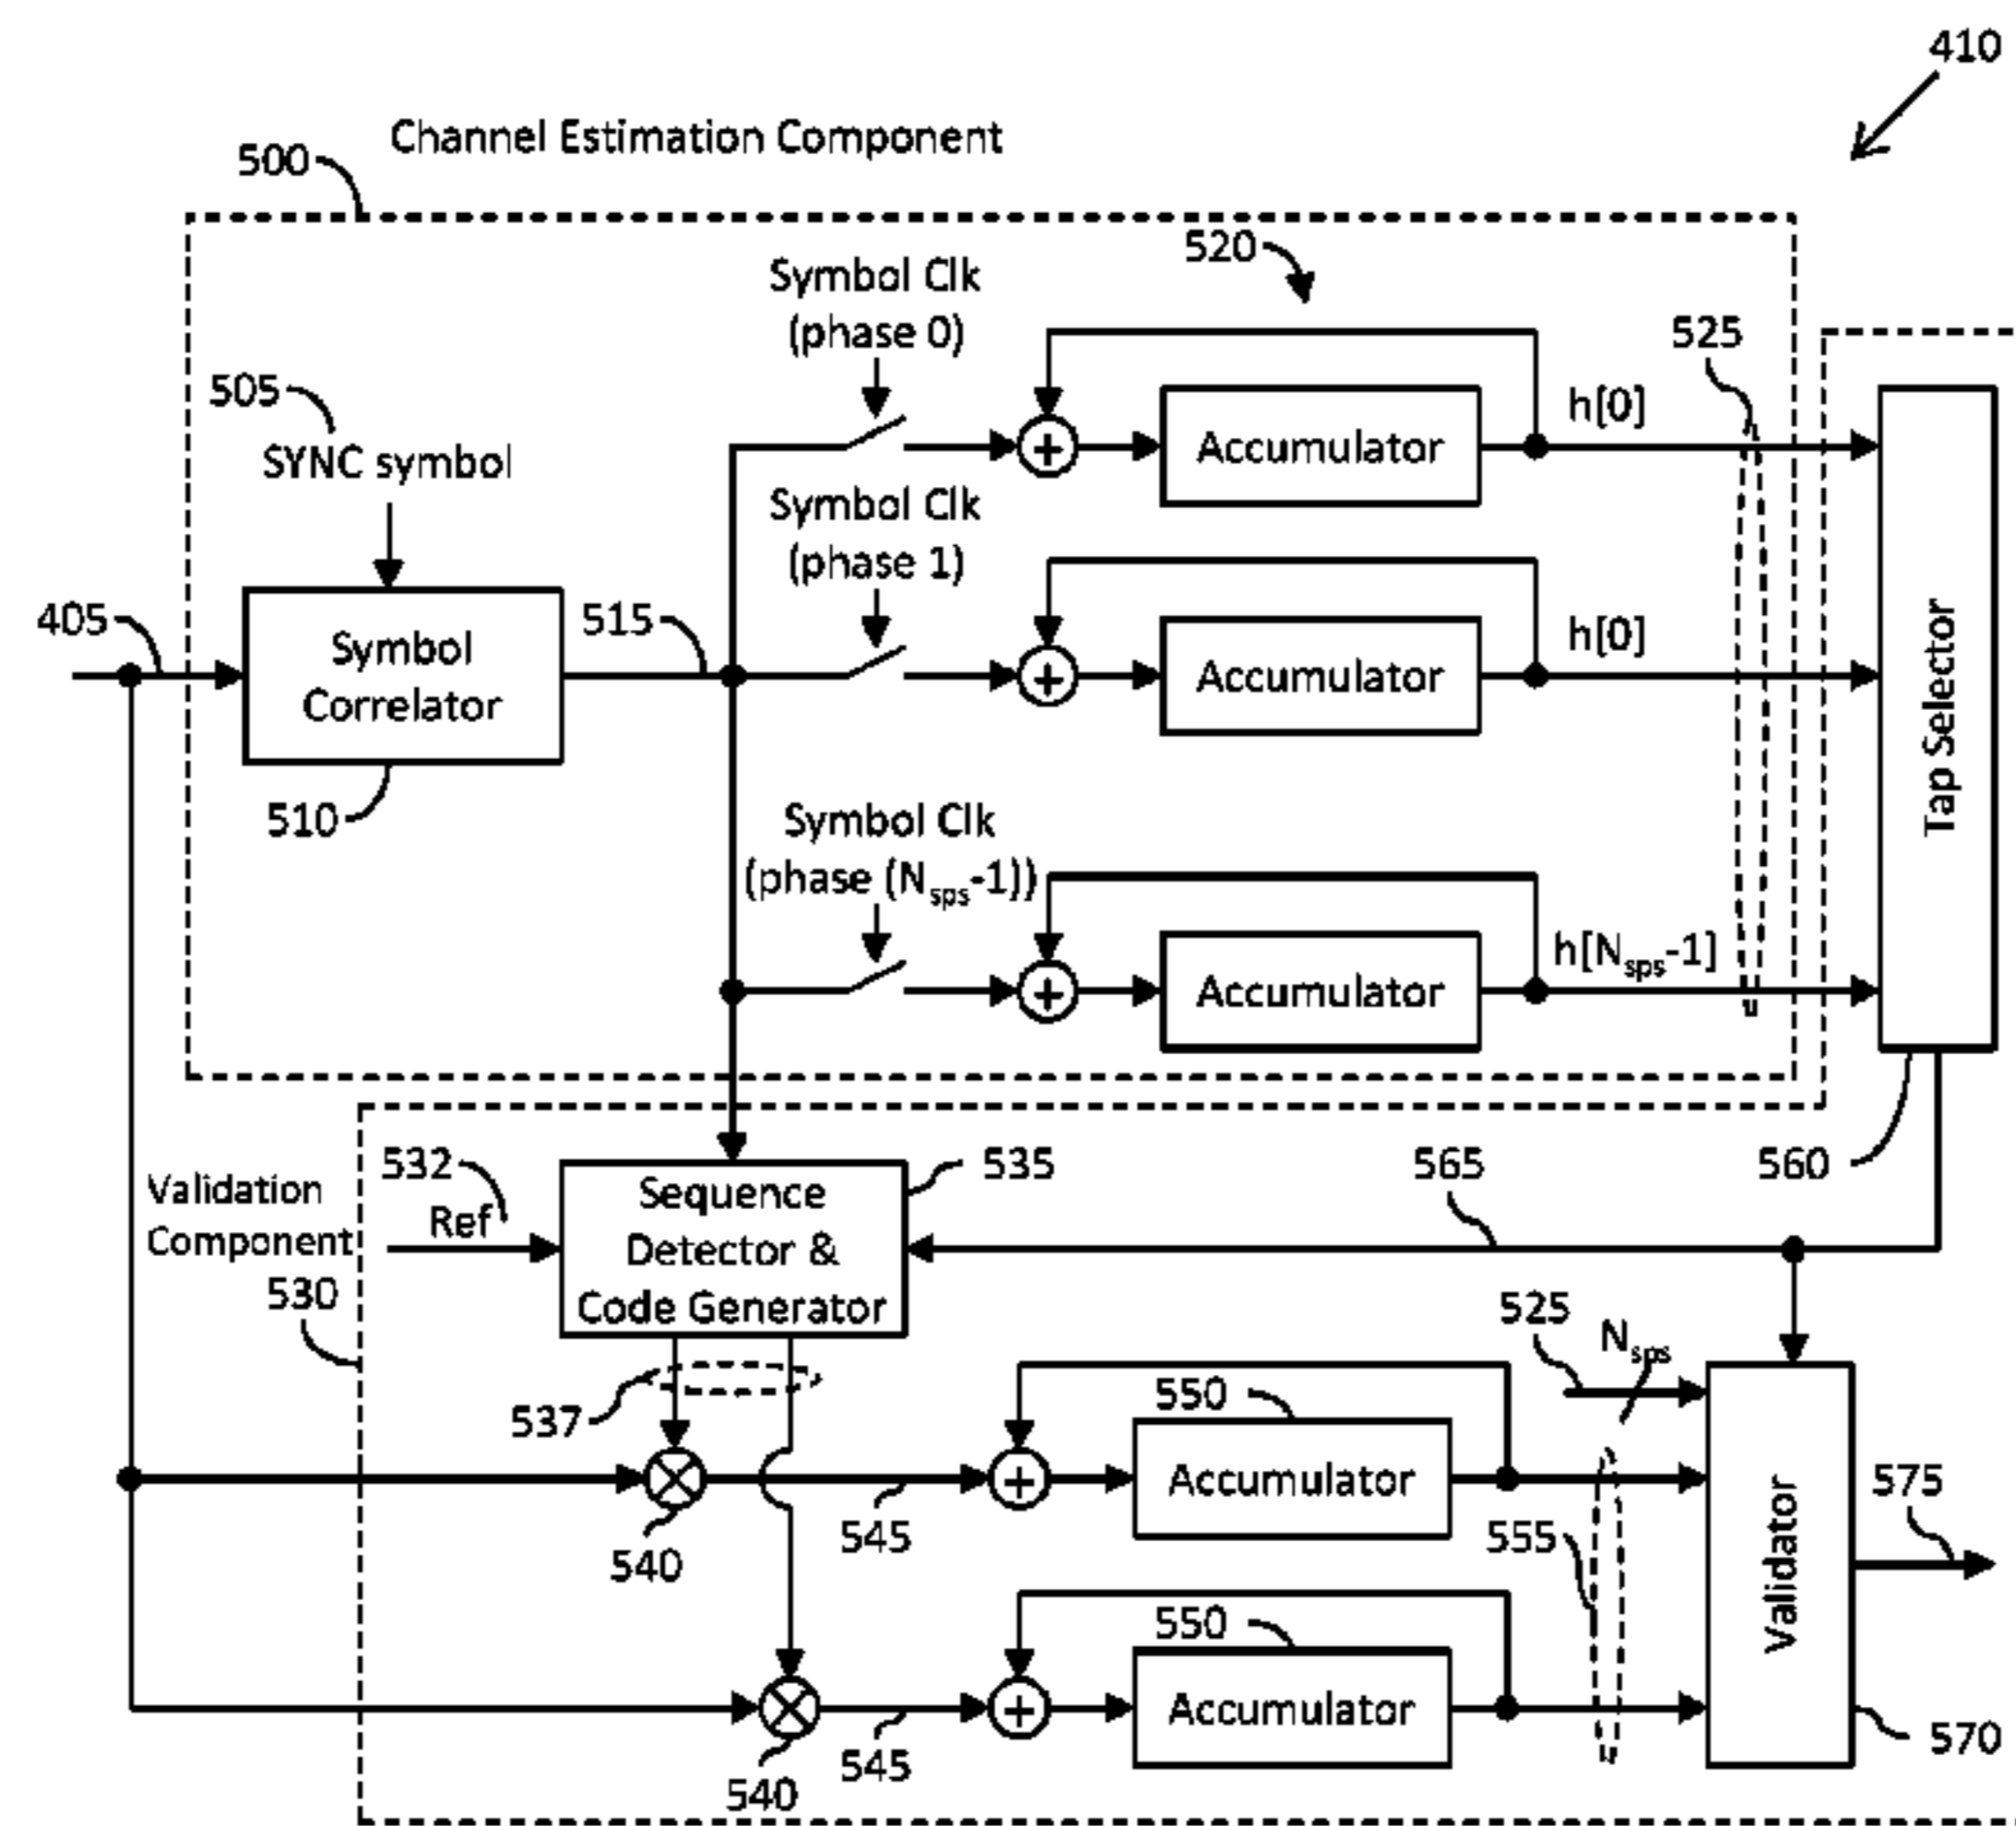 410
Channel Estimation Component
500
520
Symbol Clk
(phase 0)
525
505
SYNC symbol
h[0]
Accumulator
Symbol Clk
(phase 1)
405
515
h[0]
Symbol
Correlator
Accumulator
Tap Selector
510
Symbol Clk
(phase (Nsps-1))
h[Nsps-1]
Accumulator
532
535
565
560
Validation
Component
530
Ref
Sequence
Detector &
Code Generator
525
Nsps
537
550
Accumulator
575
540
545
555
Validator
550
Accumulator
570
540
545